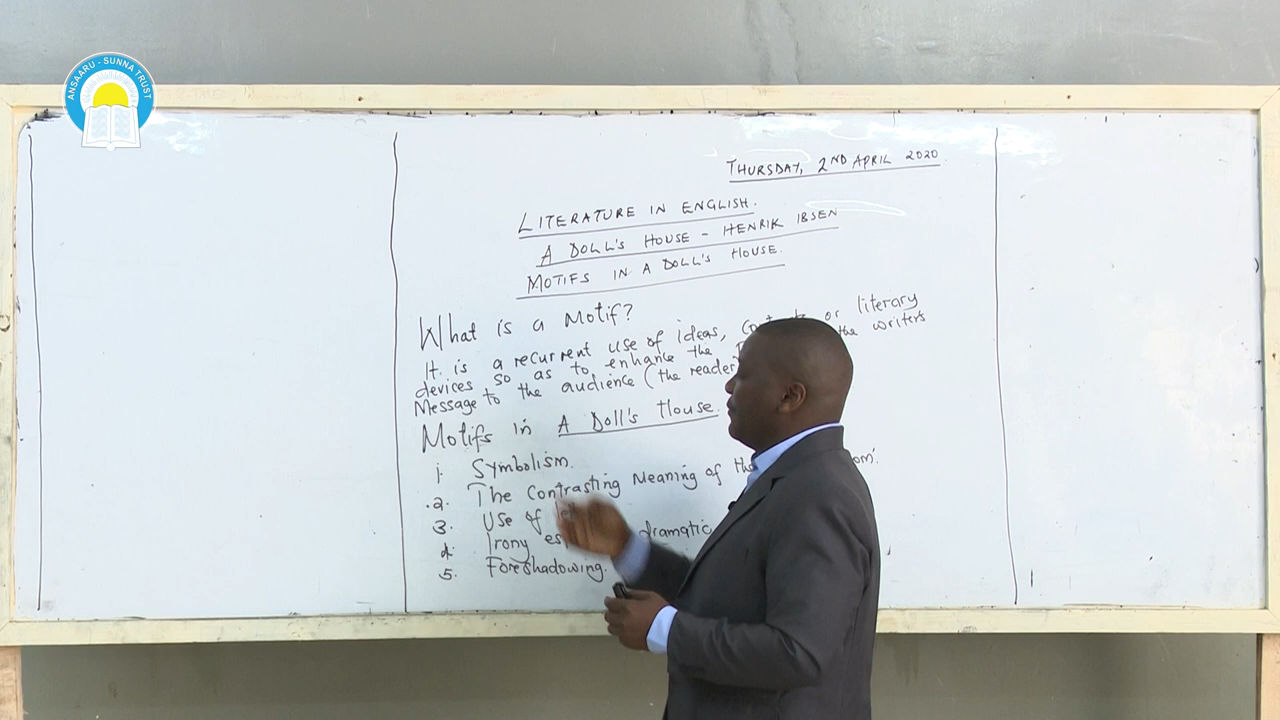 ANSAARU - SUNNA TRUST
THURSDAY, 2ND APRIL 2020
LITERATURE IN ENGLISH.
A DOLL'S HOUSE - HENRIK IBSEN
MOTIFS IN A DOLL'S HOUSE.
What is a Motif?
It is a recurrent use of ideas, or literary
devices so as to enhance the the writers
Message to the audience (the reader
Motifs in A Doll's House.
1. Symbolism.
2. The Contrasting Meaning of
3. Use of
4. Irony dramatic
5. Foreshadowing.